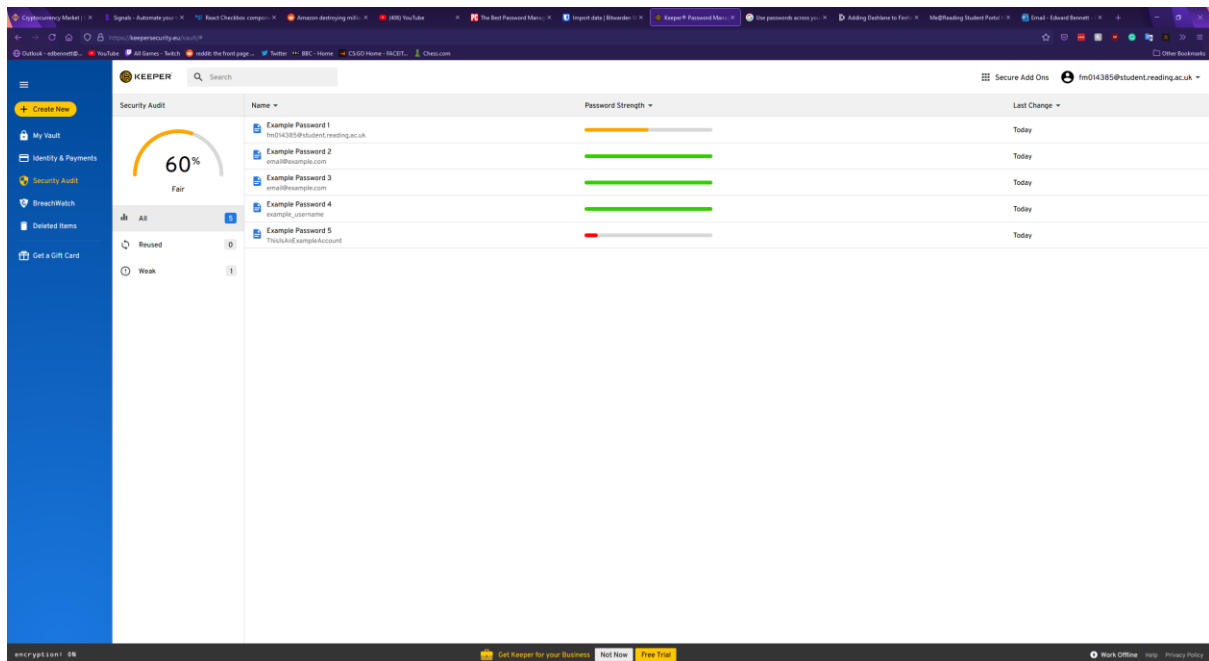 Cryptocurrency Market |
Signals - Automate your
React Checkbox compon
Amazon destroying milli
(408) YouTube
The Best Password Manag
Import data | Bitwarden
Keeper® Password Mana
Use passwords across you
Adding Dashlane to Firef
Me@Reading Student Portal
Email - Edward Bennett -
https://keepersecurity.eu/vault/#
Outlook - edbennett@...
YouTube
All Games - Twitch
reddit: the front page...
Twitter
BBC - Home
CS:GO Home - FACEIT...
Chess.com
Other Bookmarks
KEEPER
Search
Secure Add Ons
fm014385@student.reading.ac.uk
+ Create New
My Vault
Identity & Payments
Security Audit
BreachWatch
Deleted Items
Get a Gift Card
Security Audit
60%
Fair
All 5
Reused 0
Weak 1
Name Password Strength Last Change
Example Password 1
fm014385@student.reading.ac.uk
Today
Example Password 2
email@example.com
Today
Example Password 3
email@example.com
Today
Example Password 4
example_username
Today
Example Password 5
ThisIsAnExampleAccount
Today
encryption: 0%
Get Keeper for your Business
Not Now
Free Trial
Work Offline
Help
Privacy Policy